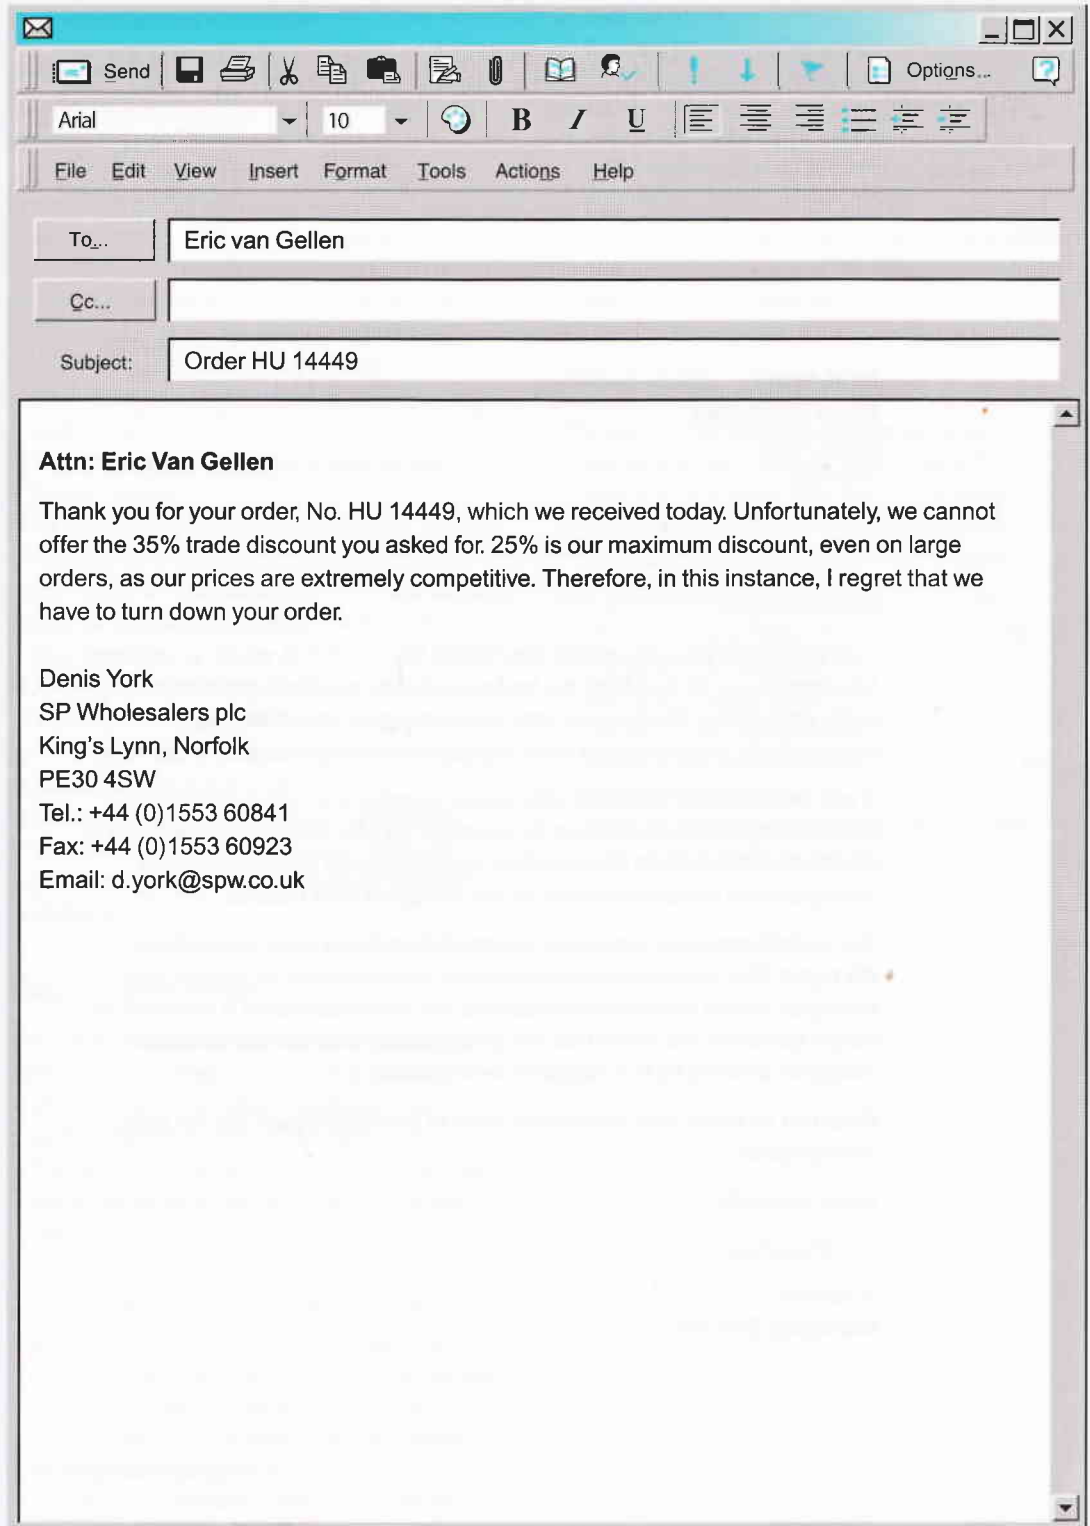 Send
Options...
Arial
10
B I U
File Edit View Insert Format Tools Actions Help
To...
Eric van Gellen
Cc...
Subject:
Order HU 14449
Attn: Eric Van Gellen
Thank you for your order, No. HU 14449, which we received today. Unfortunately, we cannot
offer the 35% trade discount you asked for. 25% is our maximum discount, even on large
orders, as our prices are extremely competitive. Therefore, in this instance, I regret that we
have to turn down your order.
Denis York
SP Wholesalers plc
King's Lynn, Norfolk
PE30 4SW
Tel.: +44 (0)1553 60841
Fax: +44 (0)1553 60923
Email: d.york@spw.co.uk